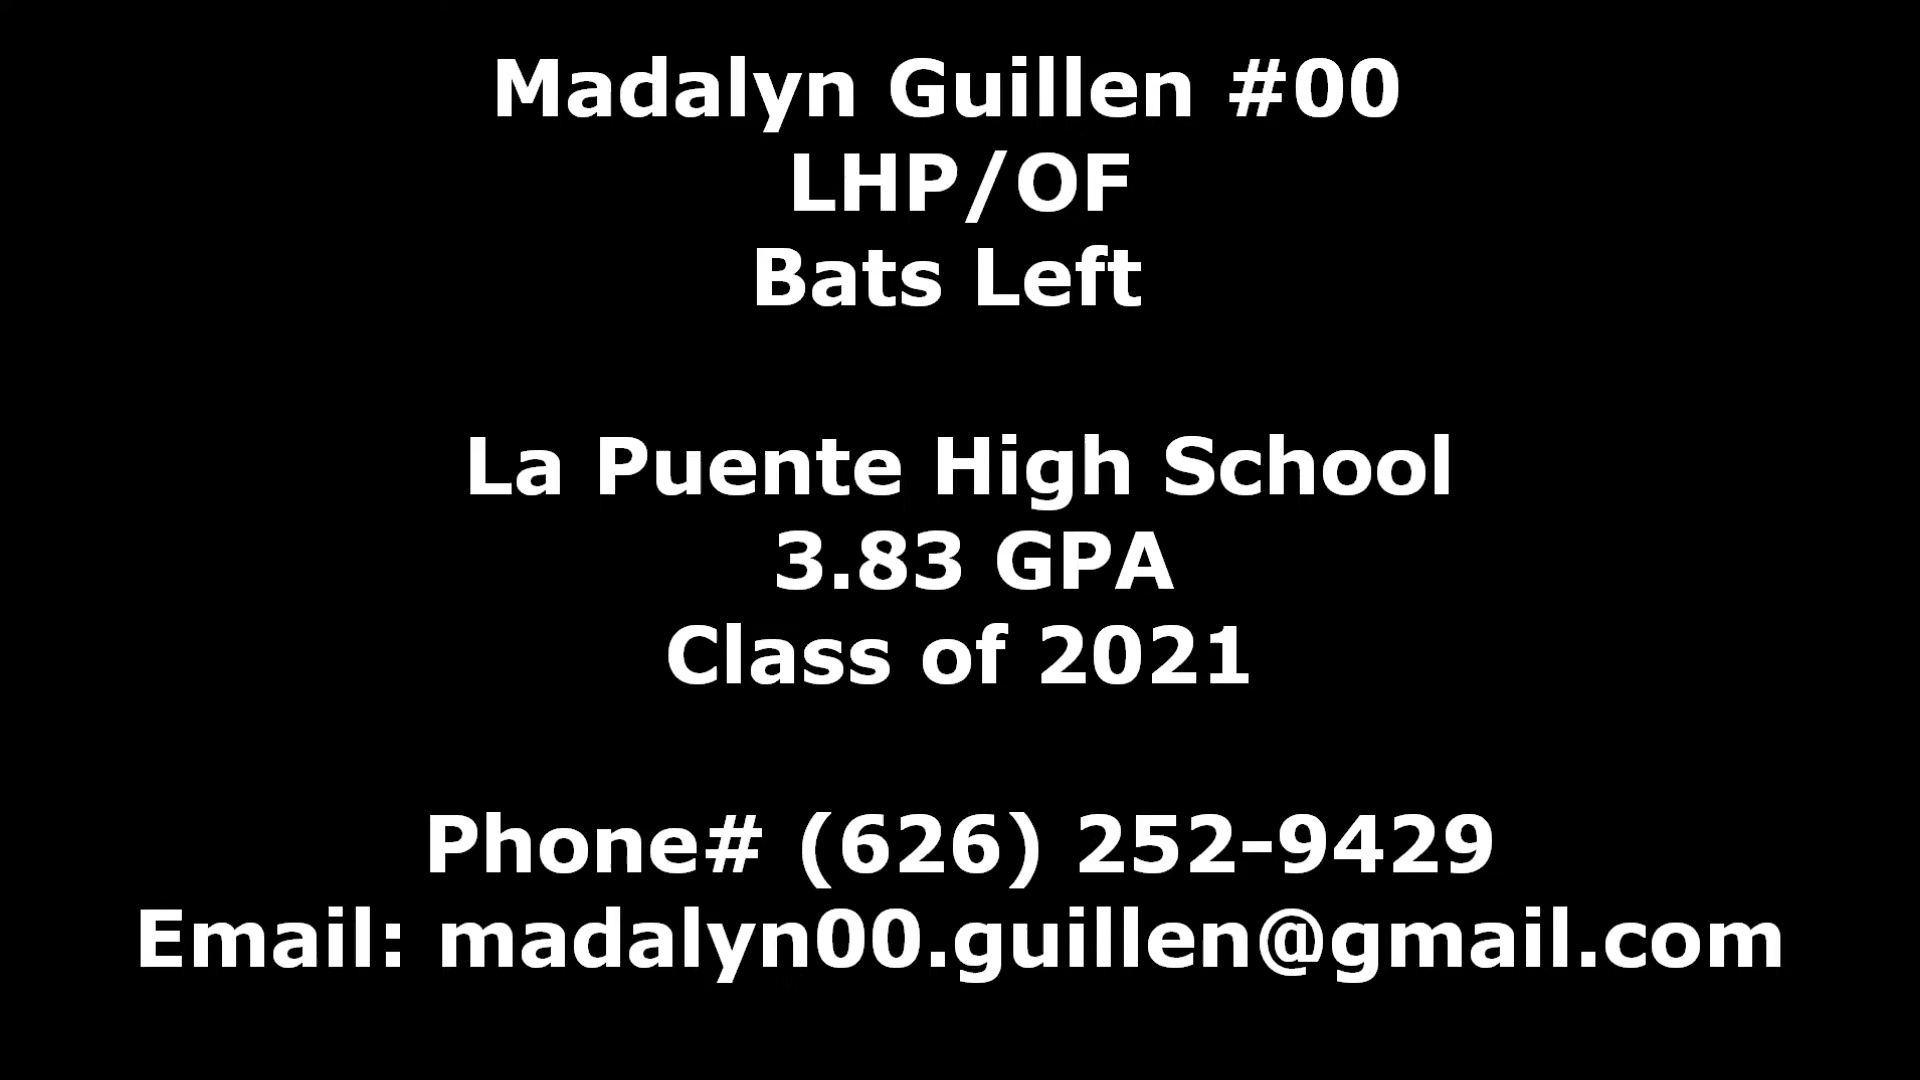 Madalyn Guillen #00
LHP/OF
Bats Left
La Puente High School
3.83 GPA
Class of 2021
Phone# (626) 252-9429
Email: madalyn00.guillen@gmail.com